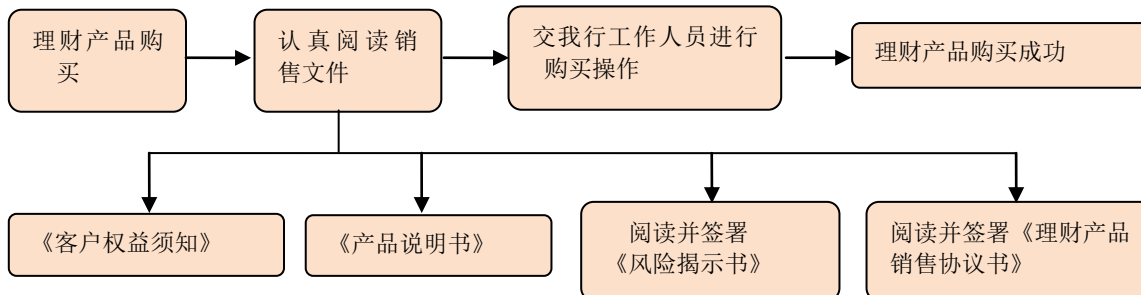 理财产品购
买
认真阅读销
售文件
交我行工作人员进行
购买操作
理财产品购买成功
《客户权益须知》
《产品说明书》
阅读并签署
《风险揭示书》
阅读并签署《理财产品
销售协议书》